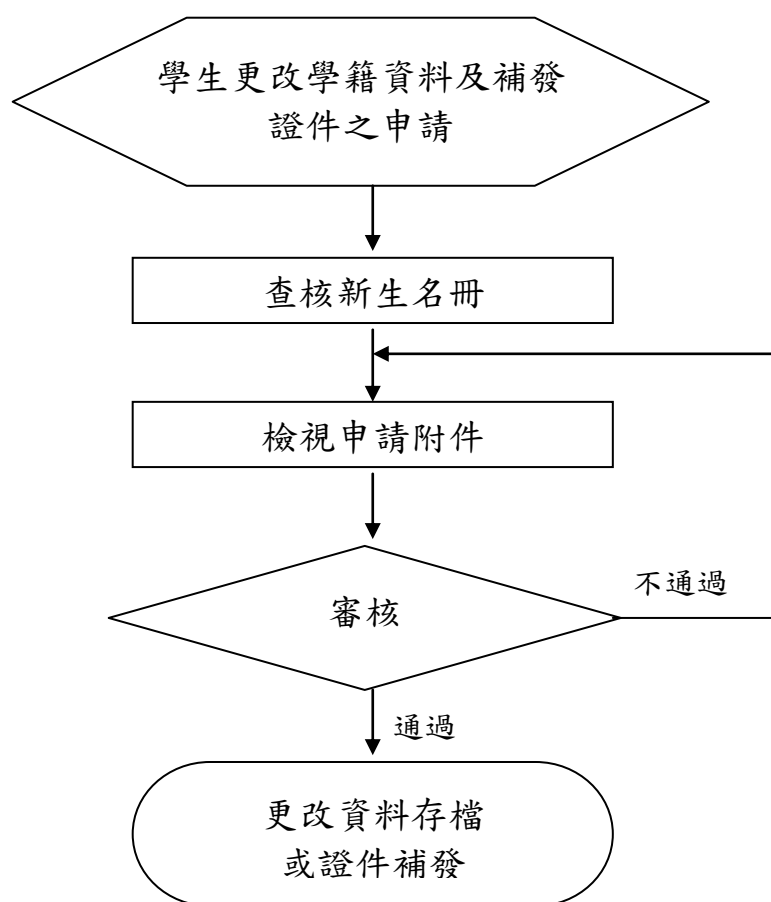 學生更改學籍資料及補發
證件之申請
查核新生名冊
檢視申請附件
審核
不通過
通過
更改資料存檔
或證件補發